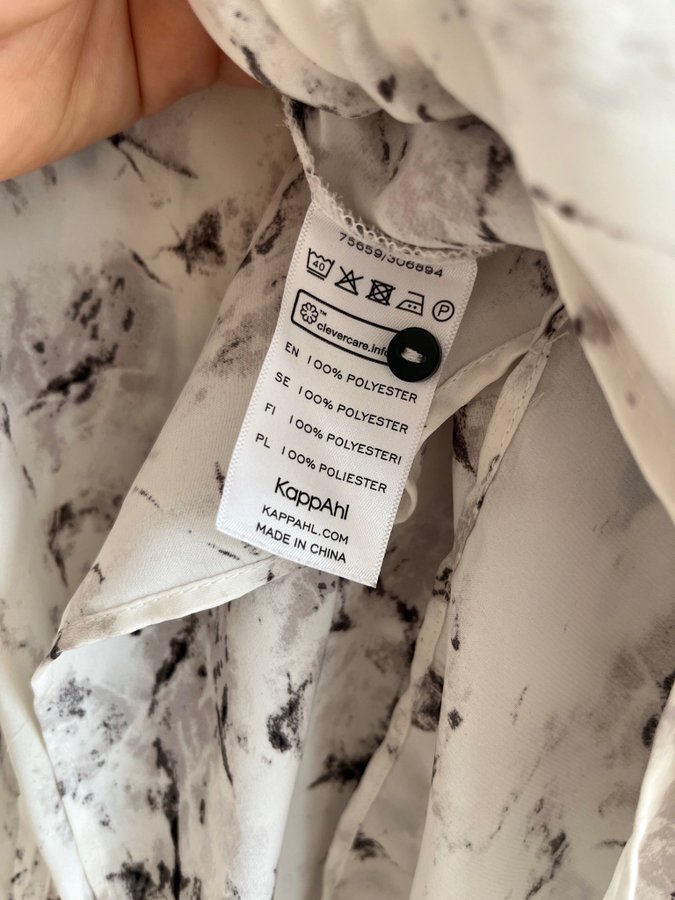 75659/306894
40
P
clevercare.info
EN 100% POLYESTER
SE 100% POLYESTER
FI 100% POLYESTERI
PL 100% POLIESTER
KappAhl
KAPPAHL.COM
MADE IN CHINA